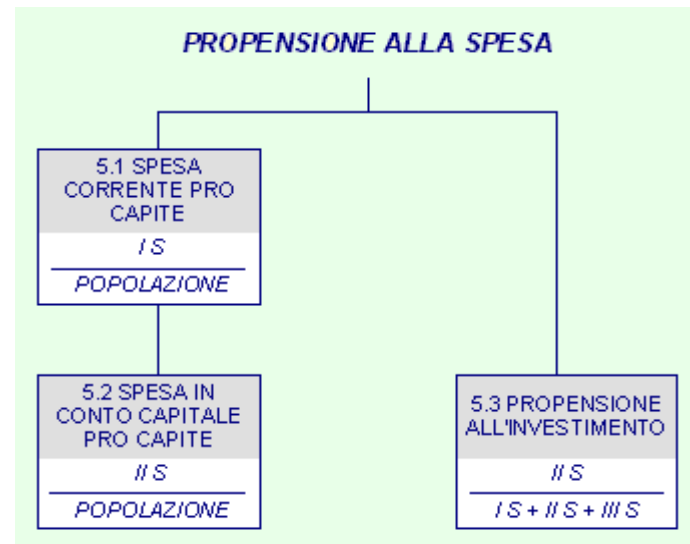 PROPENSIONE ALLA SPESA
5.1 SPESA
CORRENTE PRO
CAPITE
I S
POPOLAZIONE
5.2 SPESA IN
CONTO CAPITALE
PRO CAPITE
II S
POPOLAZIONE
5.3 PROPENSIONE
ALL'INVESTIMENTO
II S
I S + II S + III S